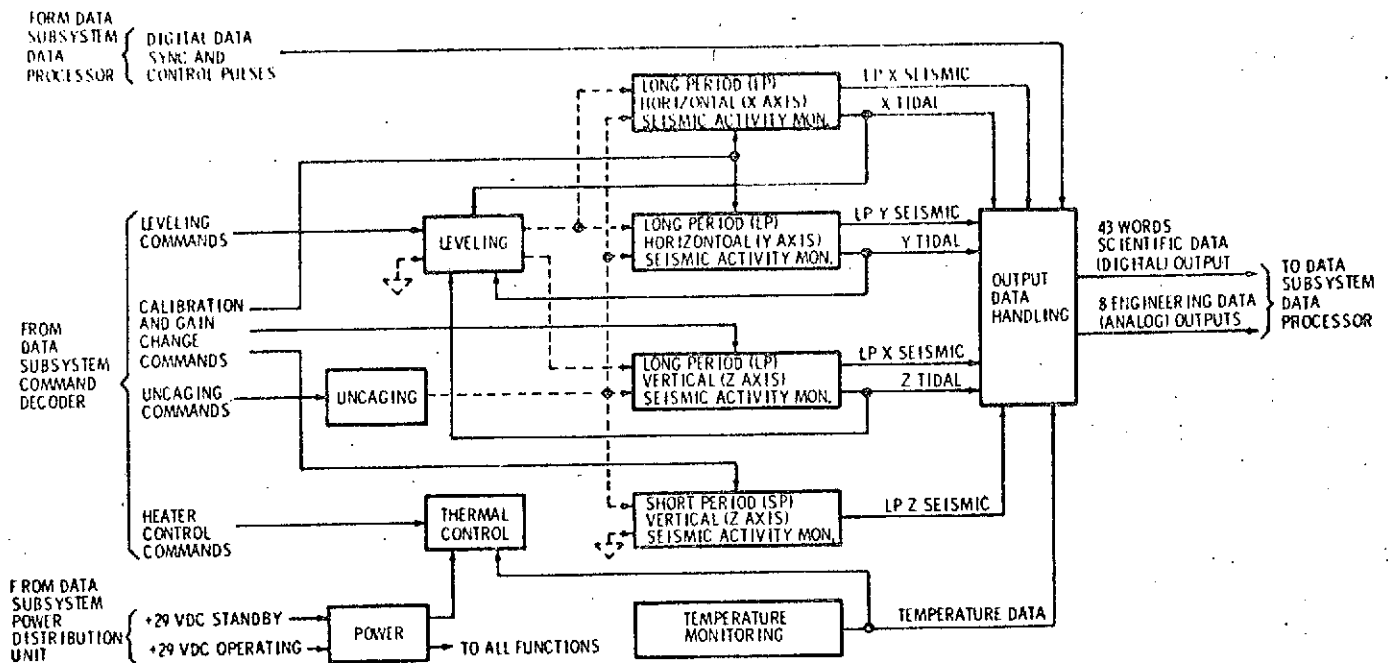 FORM DATA
SUBSYSTEM
DATA
PROCESSOR
DIGITAL DATA
SYNC AND
CONTROL PULSES
LONG PERIOD (LP)
HORIZONTAL (X AXIS)
SEISMIC ACTIVITY MON.
LP X SEISMIC
X TIDAL
LEVELING
COMMANDS
LEVELING
LONG PERIOD (LP)
HORIZONTOAL (Y AXIS)
SEISMIC ACTIVITY MON.
LP Y SEISMIC
Y TIDAL
OUTPUT
DATA
HANDLING
43 WORDS
SCIENTIFIC DATA
(DIGITAL) OUTPUT
8 ENGINEERING DATA
(ANALOG) OUTPUTS
TO DATA
SUBSYSTEM
DATA
PROCESSOR
FROM
DATA
SUBSYSTEM
COMMAND
DECODER
CALIBRATION
AND GAIN
CHANGE
COMMANDS
UNCAGING
COMMANDS
UNCAGING
LONG PERIOD (LP)
VERTICAL (Z AXIS)
SEISMIC ACTIVITY MON.
LP X SEISMIC
Z TIDAL
HEATER
CONTROL
COMMANDS
THERMAL
CONTROL
SHORT PERIOD (SP)
VERTICAL (Z AXIS)
SEISMIC ACTIVITY MON.
LP Z SEISMIC
FROM DATA
SUBSYSTEM
POWER
DISTRIBUTION
UNIT
+29 VDC STANDBY
+29 VDC OPERATING
POWER
TO ALL FUNCTIONS
TEMPERATURE
MONITORING
TEMPERATURE DATA